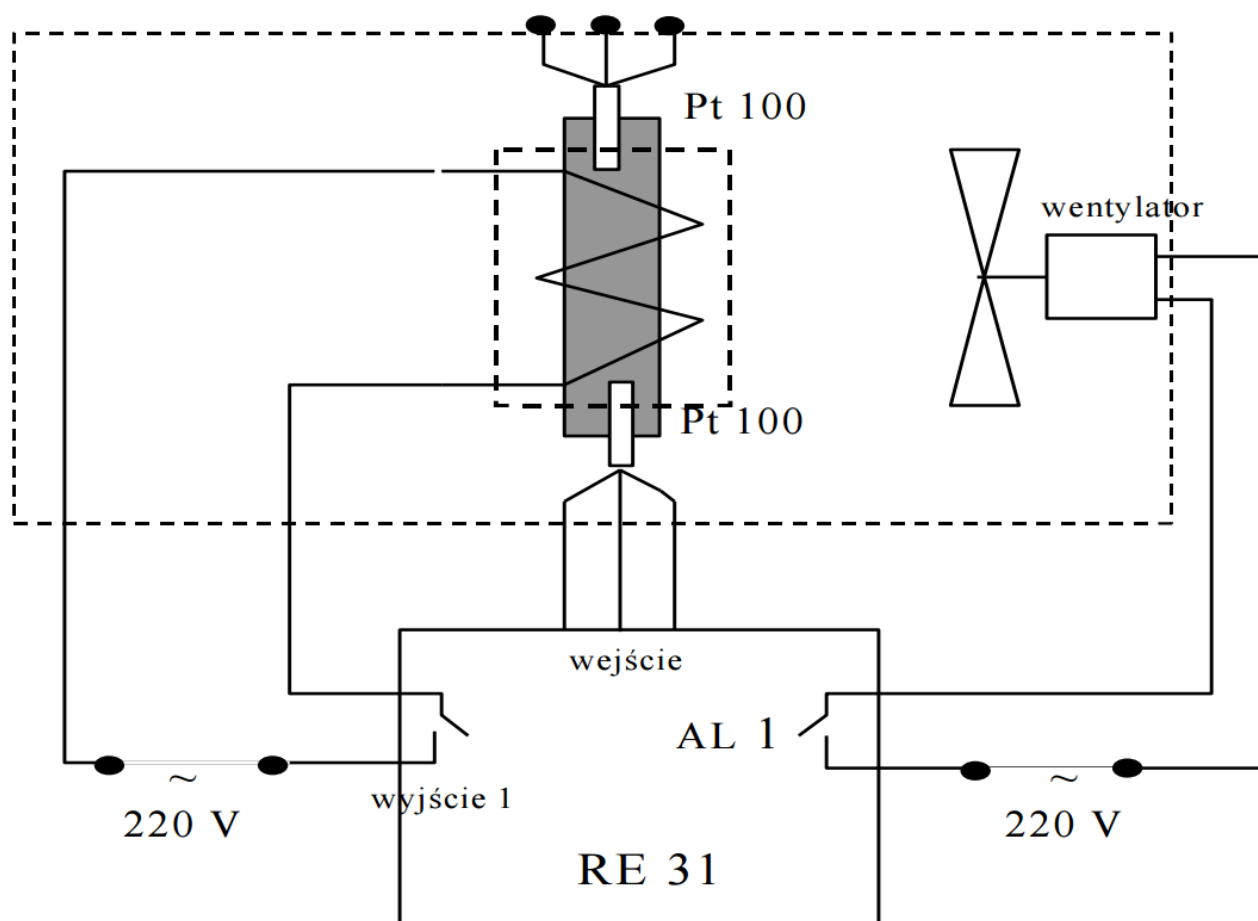 Pt 100
wentylator
Pt 100
wejście
AL 1
~
~
wyjście 1
220 V
220 V
RE 31